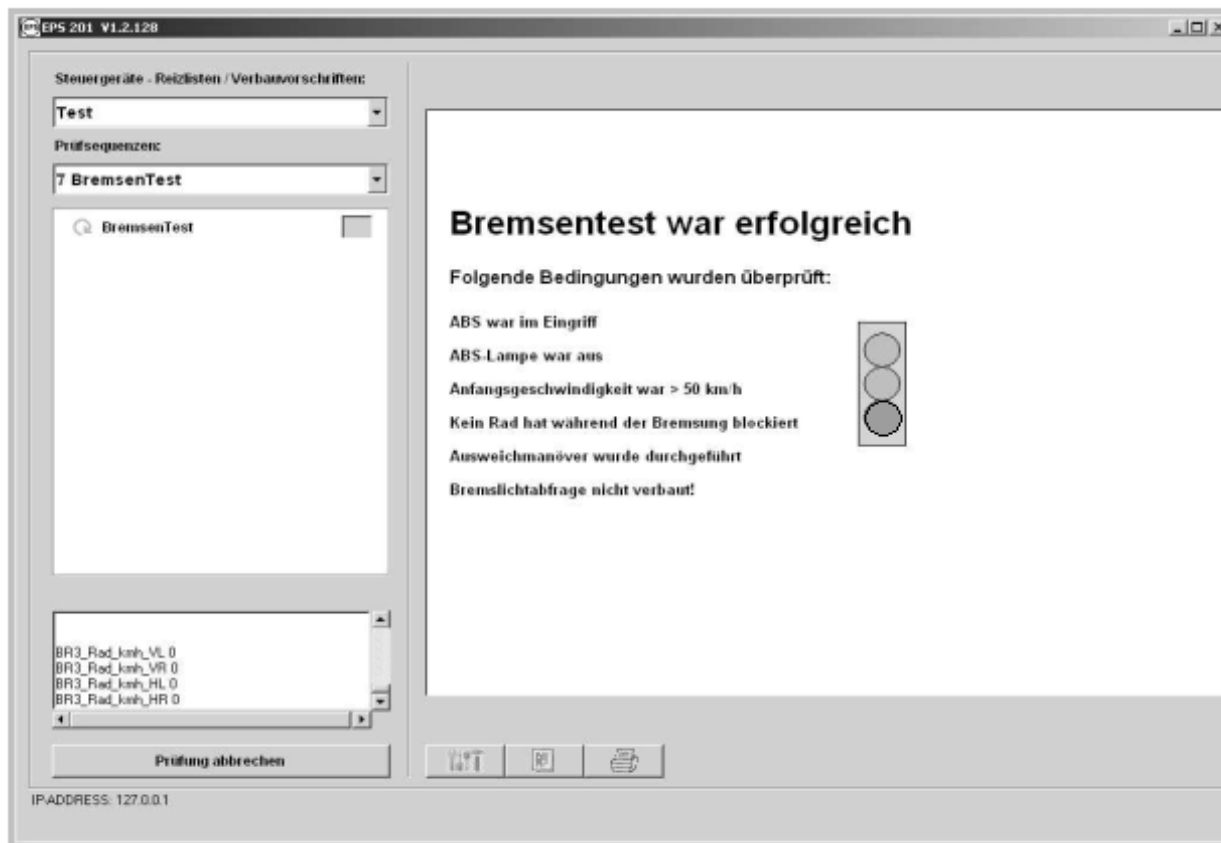 EPS 201 V1.2.128
Steuergeräte - Reizlisten / Verbauvorschriften:
Test
Prüfsequenzen:
7 BremsenTest
BremsenTest
BR3_Rad_kmh_VL 0
BR3_Rad_kmh_VR 0
BR3_Rad_kmh_HL 0
BR3_Rad_kmh_HR 0
Prüfung abbrechen
Bremsentest war erfolgreich
Folgende Bedingungen wurden überprüft:
ABS war im Eingriff
ABS-Lampe war aus
Anfangsgeschwindigkeit war > 50 km/h
Kein Rad hat während der Bremsung blockiert
Ausweichmanöver wurde durchgeführt
Bremslichtabfrage nicht verbaut!
IP-ADDRESS: 127.0.0.1